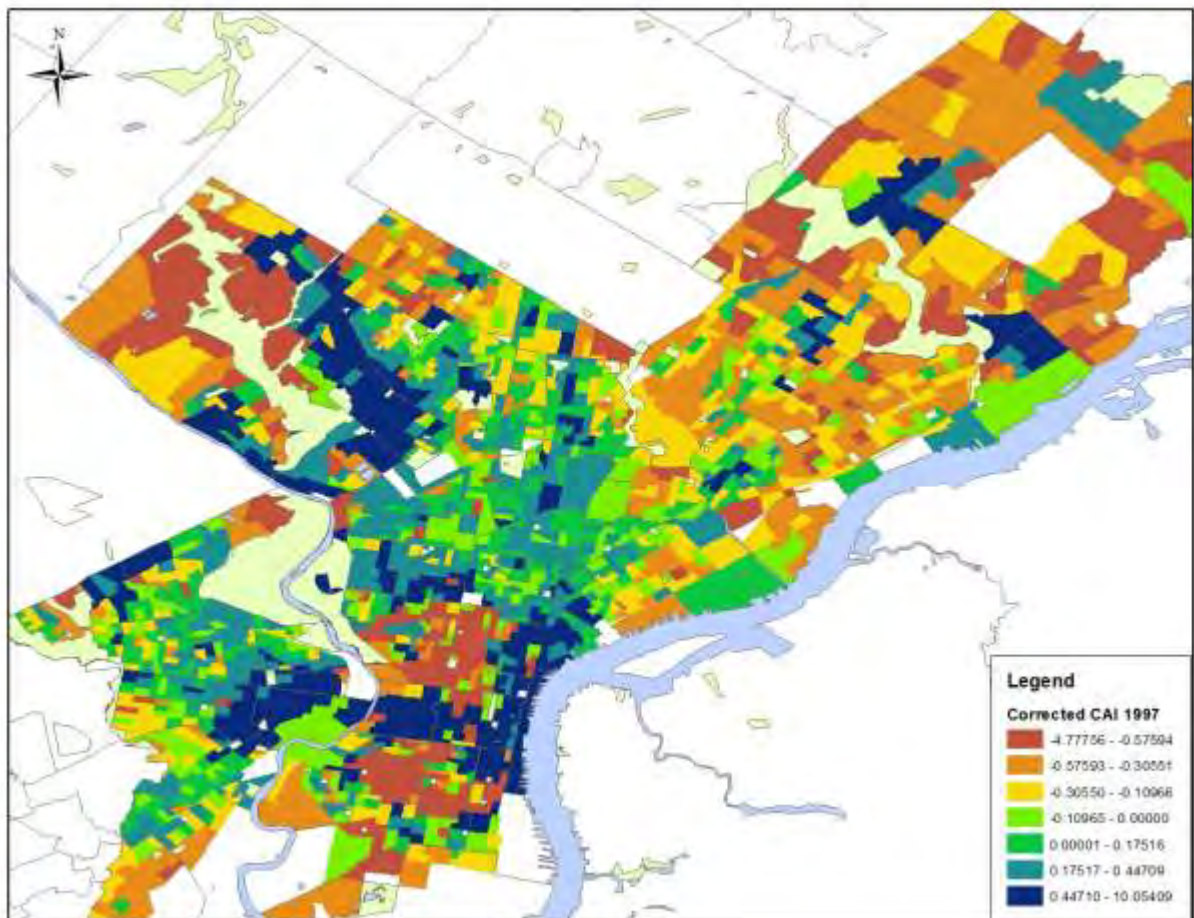 N
Legend
Corrected CAI 1997
-4.77756 - -0.57594
-0.57593 - -0.30551
-0.30550 - -0.10966
-0.10965 - 0.00000
0.00001 - 0.17516
0.17517 - 0.44709
0.44710 - 10.05409